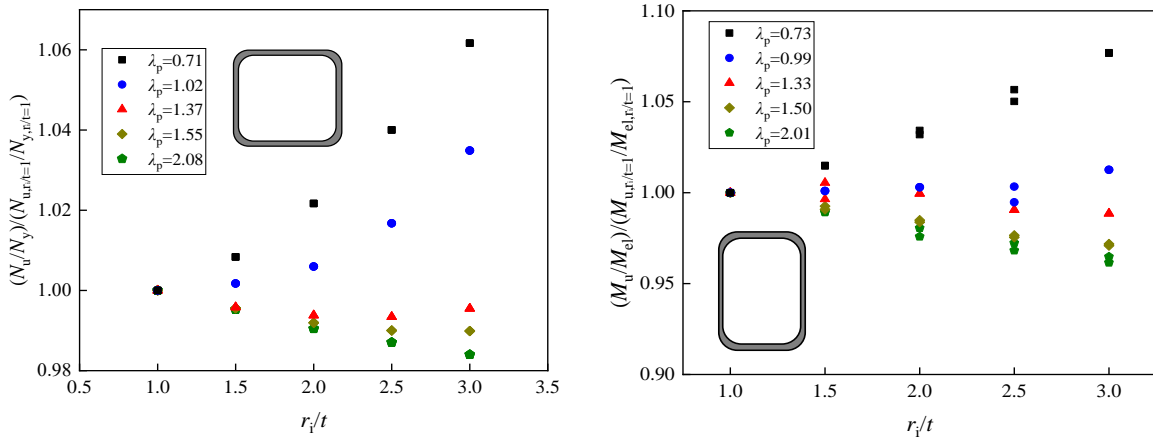 1.06
1.04
1.02
1.00
0.98
0.5
1.0
1.5
2.0
2.5
3.0
3.5
(Nu/Ny)/(Nu,ri/t=1/Ny,ri/t=1)
ri/t
λp=0.71
λp=1.02
λp=1.37
λp=1.55
λp=2.08
1.10
1.05
1.00
0.95
0.90
1.0
1.5
2.0
2.5
3.0
(Mu/Mel)/(Mu,ri/t=1/Mel,ri/t=1)
ri/t
λp=0.73
λp=0.99
λp=1.33
λp=1.50
λp=2.01